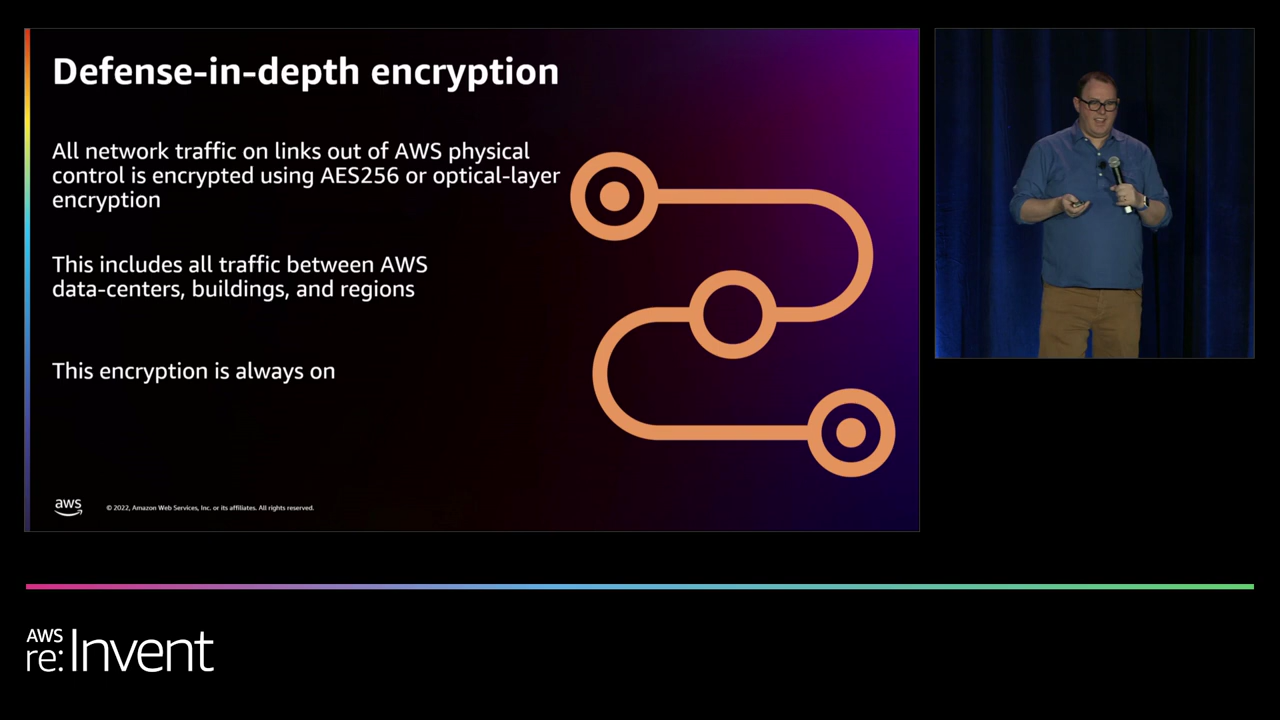 Defense-in-depth encryption
All network traffic on links out of AWS physical
control is encrypted using AES256 or optical-layer
encryption
This includes all traffic between AWS
data-centers, buildings, and regions
This encryption is always on
aws
© 2022, Amazon Web Services, Inc. or its affiliates. All rights reserved.
AWS
re:Invent